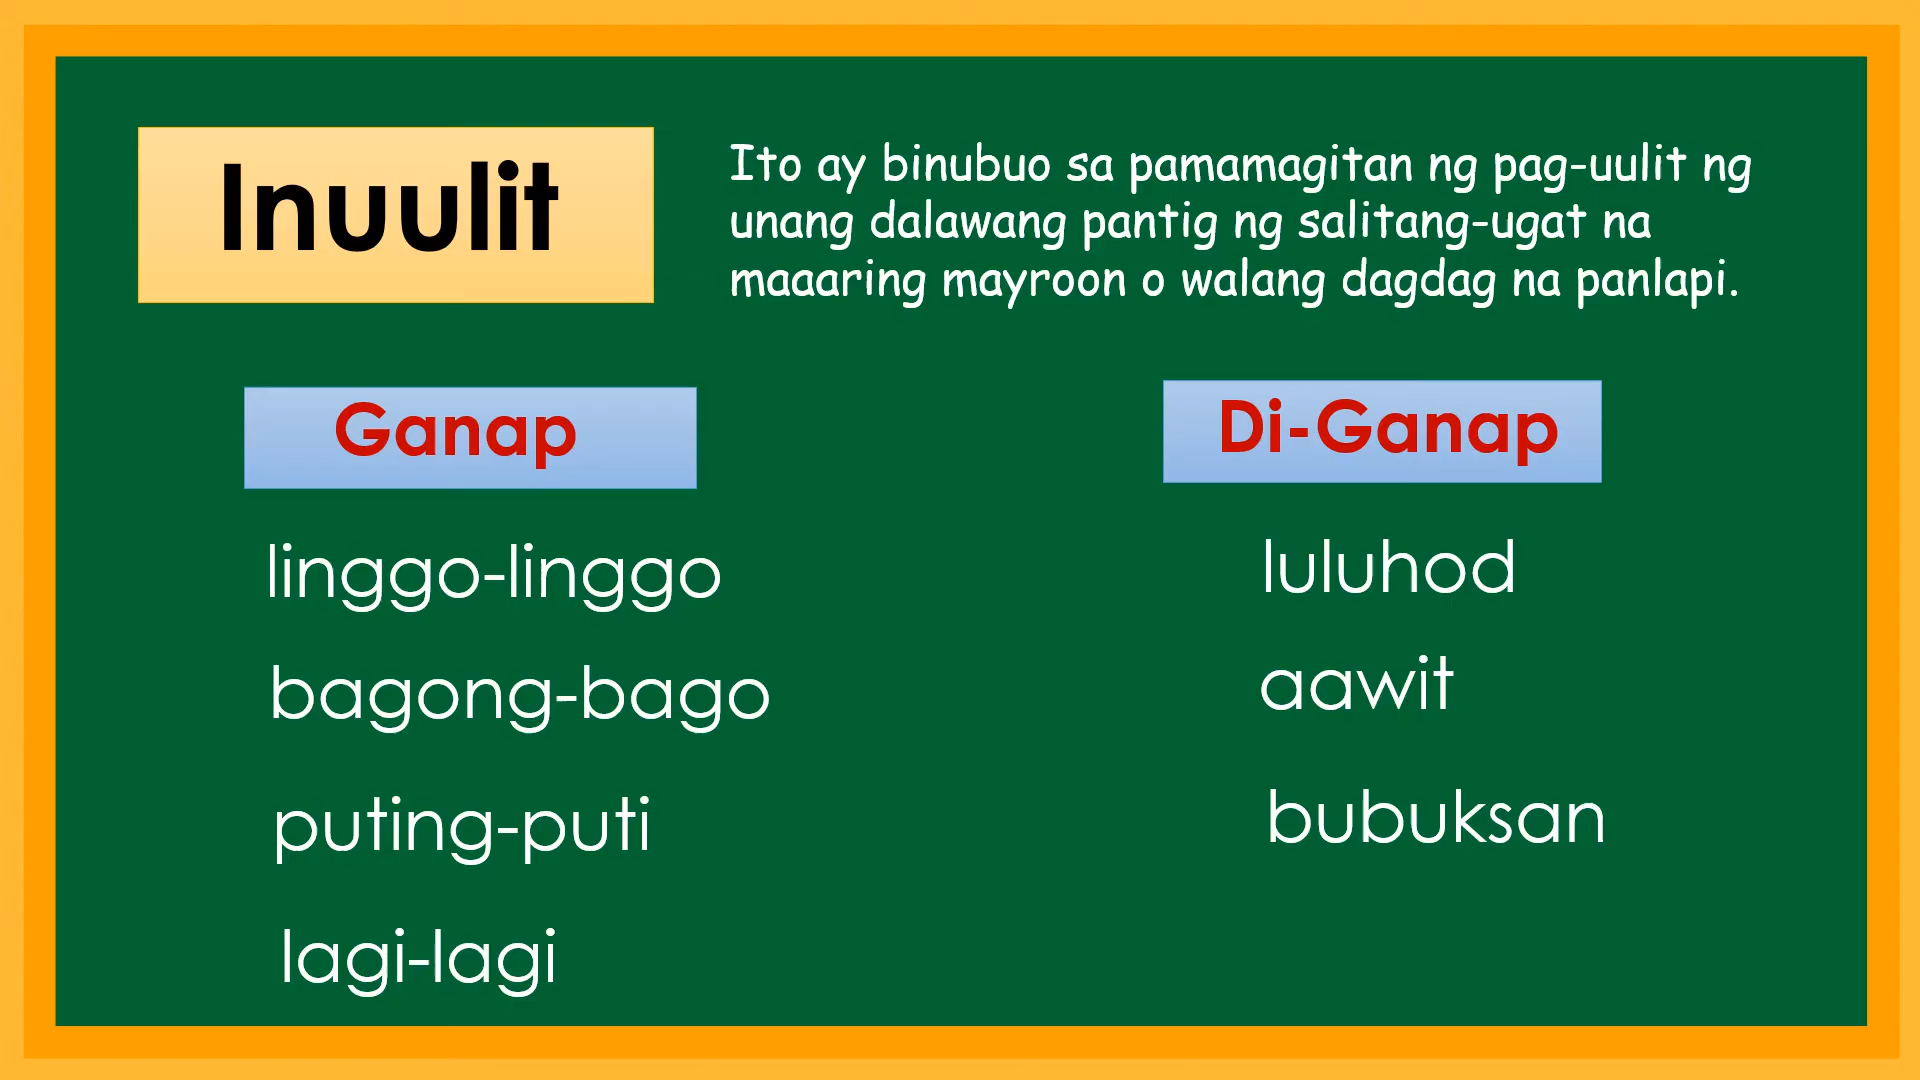 Inuulit
Ito ay binubuo sa pamamagitan ng pag-uulit ng
unang dalawang pantig ng salitang-ugat na
maaaring mayroon o walang dagdag na panlapi.
Ganap
linggo-linggo
bagong-bago
puting-puti
lagi-lagi
Di-Ganap
luluhod
aawit
bubuksan